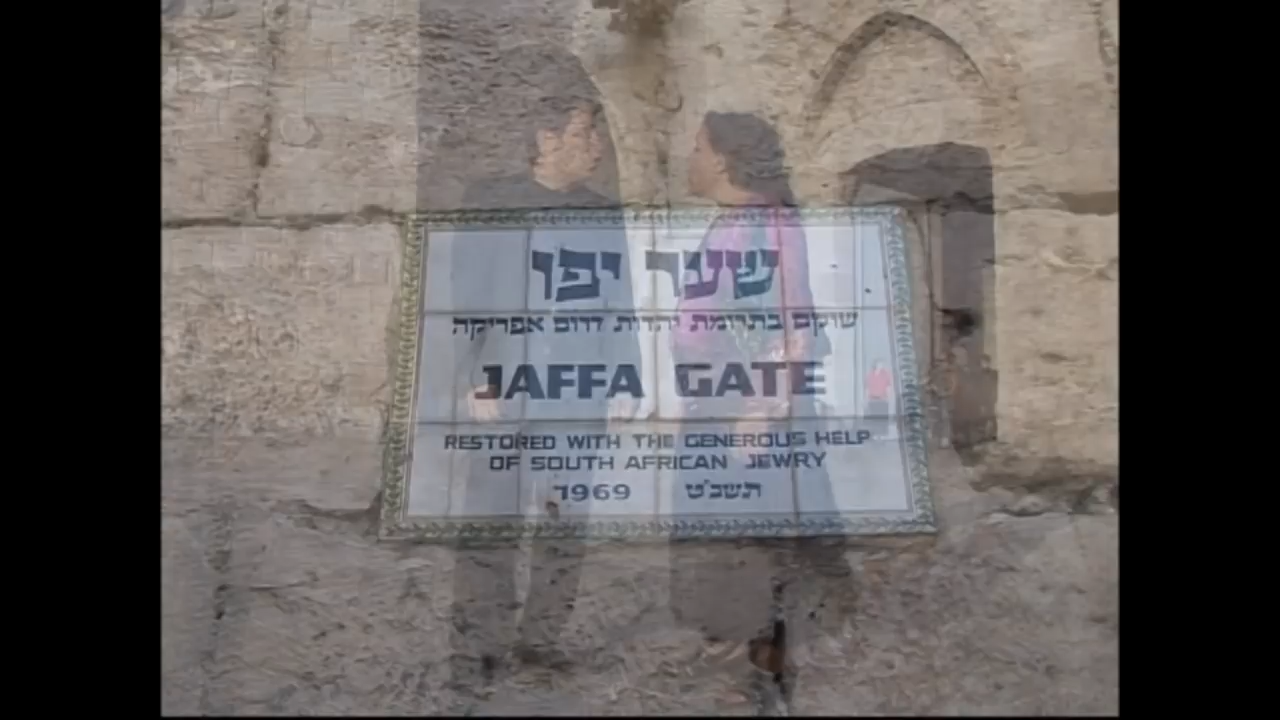 שער יפו
שוקם בתרומת יהדות דרום אפריקה
JAFFA GATE
RESTORED WITH THE GENEROUS HELP
OF SOUTH AFRICAN JEWRY
1969 תשכ"ט